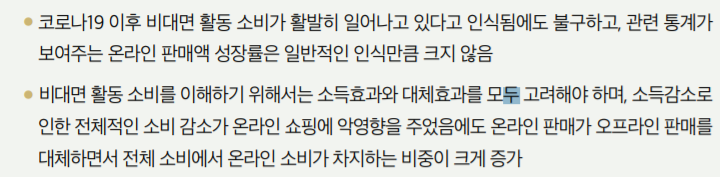 ● 코로나19 이후 비대면 활동 소비가 활발히 일어나고 있다고 인식됨에도 불구하고, 관련 통계가
보여주는 온라인 판매액 성장률은 일반적인 인식만큼 크지 않음
● 비대면 활동 소비를 이해하기 위해서는 소득효과와 대체효과를 모두 고려해야 하며, 소득감소로
인한 전체적인 소비 감소가 온라인 쇼핑에 악영향을 주었음에도 온라인 판매가 오프라인 판매를
대체하면서 전체 소비에서 온라인 소비가 차지하는 비중이 크게 증가